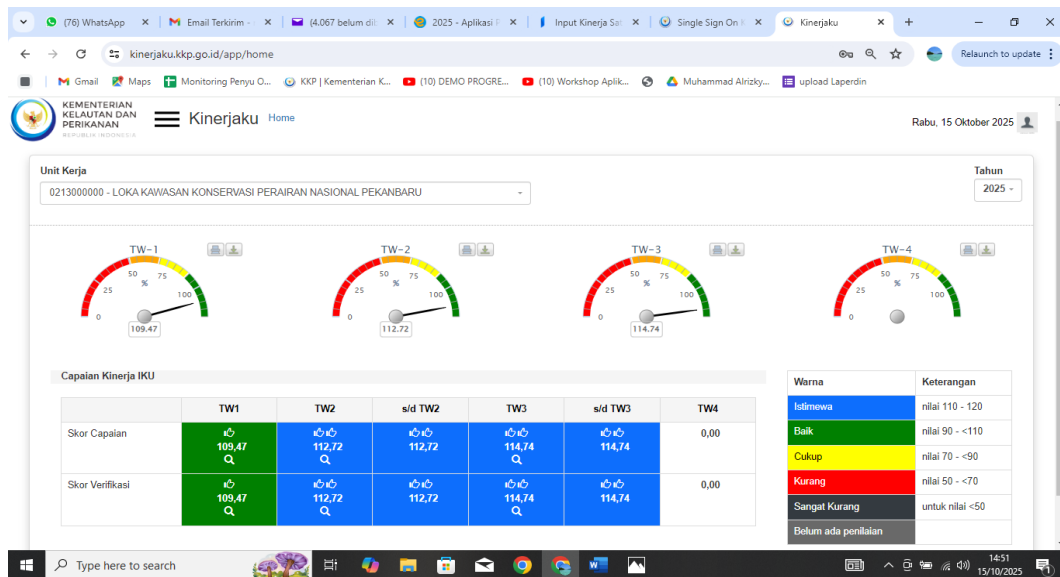 (76) WhatsApp
Email Terkirim -
(4.067 belum di
2025 - Aplikasi
Input Kinerja Sa
Single Sign On
Kinerjaku
kinerjaku.kkp.go.id/app/home
Relaunch to update
Gmail
Maps
Monitoring Penyu O...
KKP | Kementerian K...
(10) DEMO PROGRE...
(10) Workshop Aplik...
Muhammad Alrizky...
upload Laperdin
KEMENTERIAN
KELAUTAN DAN
PERIKANAN
REPUBLIK INDONESIA
Kinerjaku Home
Rabu, 15 Oktober 2025
Unit Kerja
Tahun
0213000000 - LOKA KAWASAN KONSERVASI PERAIRAN NASIONAL PEKANBARU
2025
TW-1
0 25 50 75 100
%
109.47
TW-2
0 25 50 75 100
%
112.72
TW-3
0 25 50 75 100
%
114.74
TW-4
0 25 50 75 100
%
Capaian Kinerja IKU
TW1 TW2 s/d TW2 TW3 s/d TW3 TW4
Skor Capaian 109,47 112,72 112,72 114,74 114,74 0,00
Skor Verifikasi 109,47 112,72 112,72 114,74 114,74 0,00
Warna Keterangan
Istimewa nilai 110 - 120
Baik nilai 90 - <110
Cukup nilai 70 - <90
Kurang nilai 50 - <70
Sangat Kurang untuk nilai <50
Belum ada penilaian
Type here to search
14:51
15/10/2025